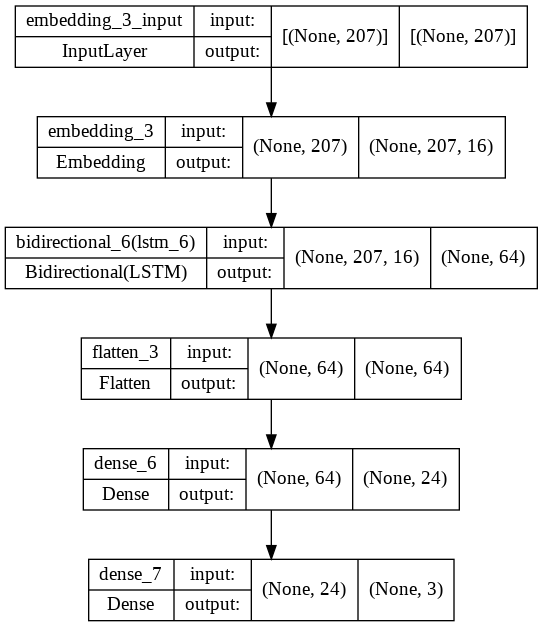 embedding_3_input input: [(None, 207)] [(None, 207)]
InputLayer output:
embedding_3 input: (None, 207) (None, 207, 16)
Embedding output:
bidirectional_6(lstm_6) input: (None, 207, 16) (None, 64)
Bidirectional(LSTM) output:
flatten_3 input: (None, 64) (None, 64)
Flatten output:
dense_6 input: (None, 64) (None, 24)
Dense output:
dense_7 input: (None, 24) (None, 3)
Dense output: